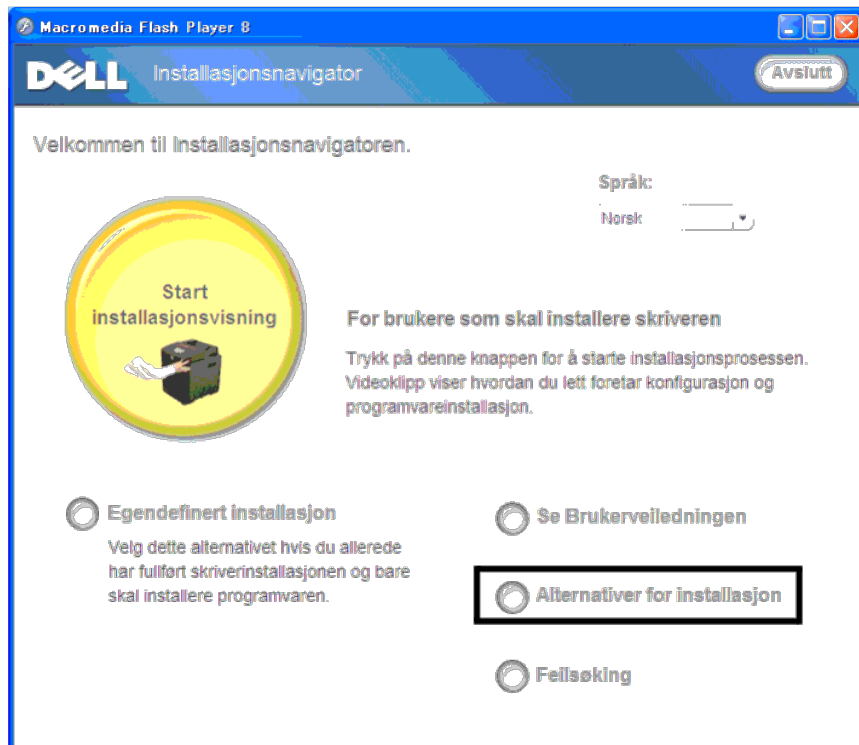 Macromedia Flash Player 8
DELL Installasjonsnavigator
Avslutt
Velkommen til Installasjonsnavigatoren.
Språk:
Norsk
Start
installasjonsvisning
For brukere som skal installere skriveren
Trykk på denne knappen for å starte installasjonsprosessen.
Videoklipp viser hvordan du lett foretar konfigurasjon og
programvareinstallasjon.
Egendefinert installasjon
Velg dette alternativet hvis du allerede
har fullført skriverinstallasjonen og bare
skal installere programvaren.
Se Brukerveiledningen
Alternativer for installasjon
Feilsøking